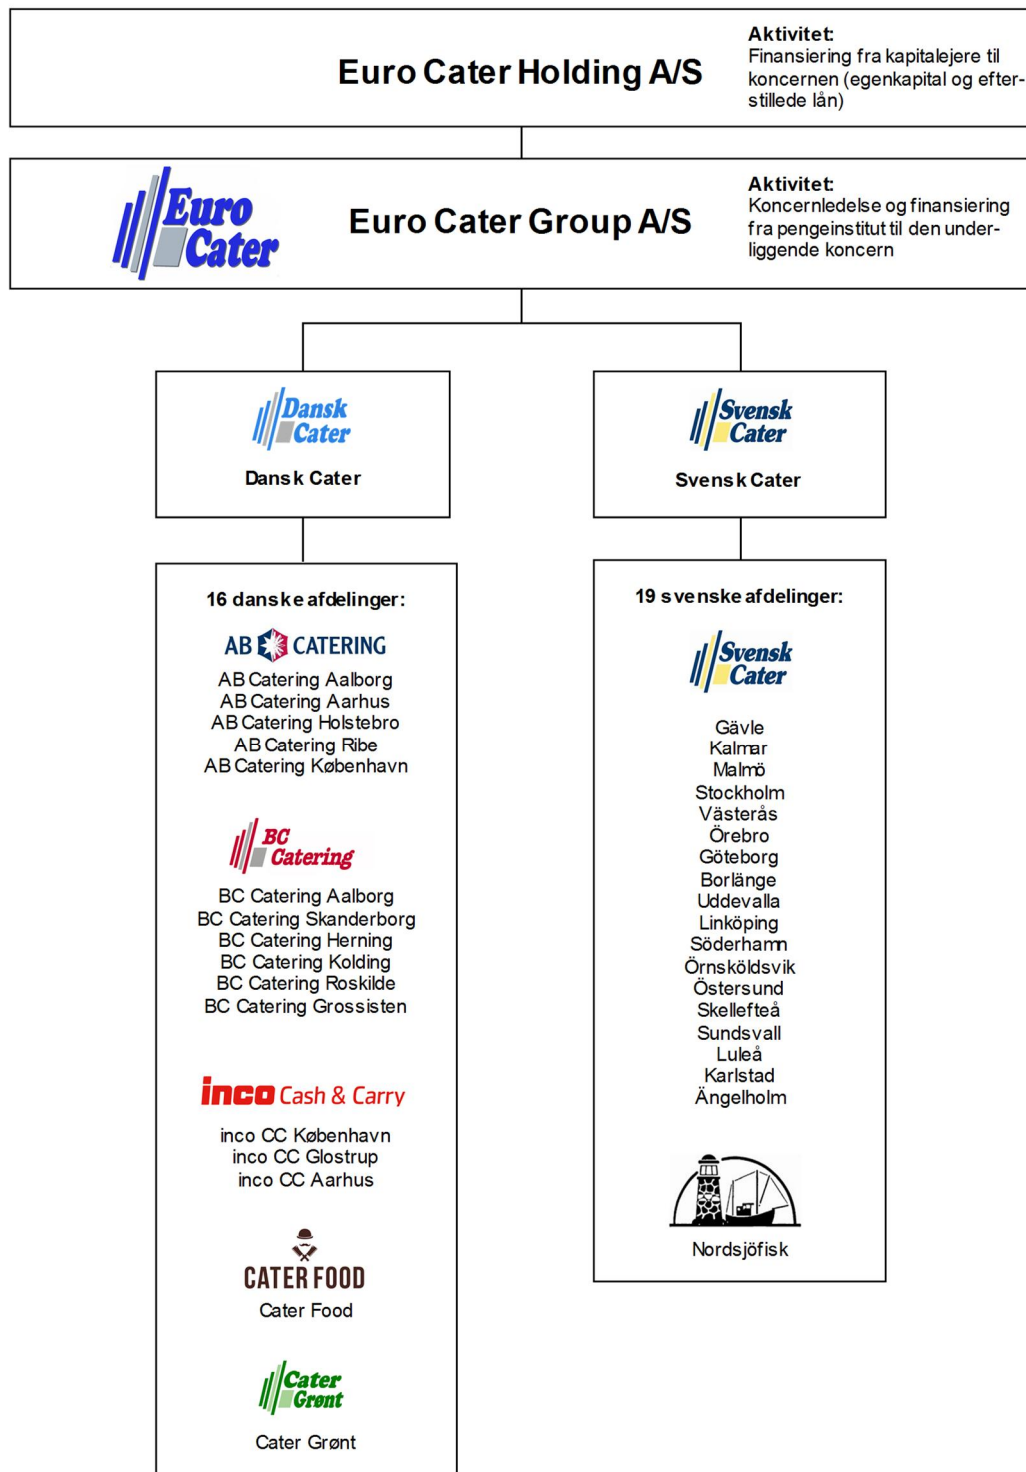 Euro Cater Holding A/S
Aktivitet:
Finansiering fra kapitalejere til
koncernen (egenkapital og efter-
stillede lån)
Euro
Cater
Euro Cater Group A/S
Aktivitet:
Koncernledelse og finansiering
fra pengeinstitut til den under-
liggende koncern
Dansk
Cater
Dansk Cater
Svensk
Cater
Svensk Cater
16 danske afdelinger:
AB CATERING
AB Catering Aalborg
AB Catering Aarhus
AB Catering Holstebro
AB Catering Ribe
AB Catering København
BC
Catering
BC Catering Aalborg
BC Catering Skanderborg
BC Catering Herning
BC Catering Kolding
BC Catering Roskilde
BC Catering Grossisten
inco Cash & Carry
inco CC København
inco CC Glostrup
inco CC Aarhus
CATER FOOD
Cater Food
Cater
Grønt
Cater Grønt
19 svenske afdelinger:
Svensk
Cater
Gävle
Kalmar
Malmö
Stockholm
Västerås
Örebro
Göteborg
Borlänge
Uddevalla
Linköping
Söderhamn
Örnsköldsvik
Östersund
Skellefteå
Sundsvall
Luleå
Karlstad
Ängelholm
Nordsjöfisk